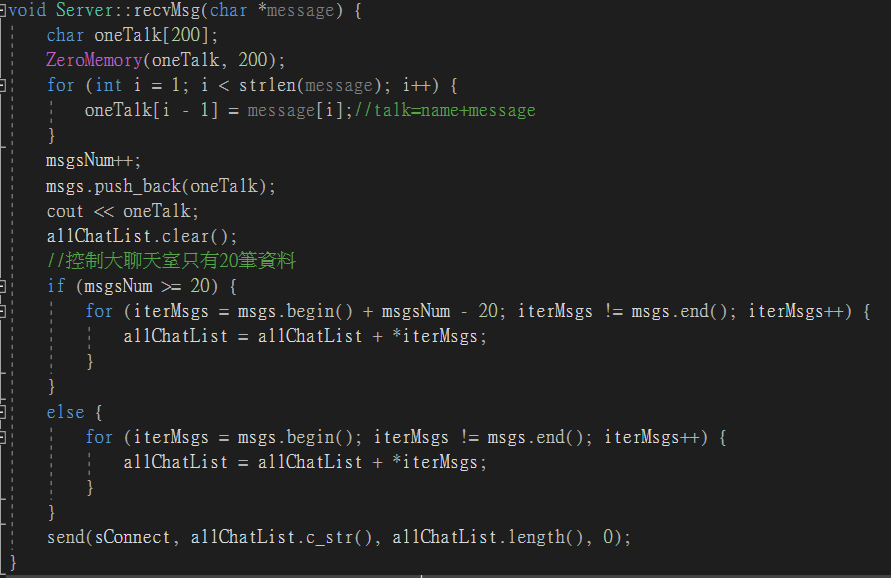 void Server::recvMsg(char *message) {
    char oneTalk[200];
    ZeroMemory(oneTalk, 200);
    for (int i = 1; i < strlen(message); i++) {
        oneTalk[i - 1] = message[i];//talk=name+message
    }
    msgsNum++;
    msgs.push_back(oneTalk);
    cout << oneTalk;
    allChatList.clear();
    //控制大聊天室只有20筆資料
    if (msgsNum >= 20) {
        for (iterMsgs = msgs.begin() + msgsNum - 20; iterMsgs != msgs.end(); iterMsgs++) {
            allChatList = allChatList + *iterMsgs;
        }
    }
    else {
        for (iterMsgs = msgs.begin(); iterMsgs != msgs.end(); iterMsgs++) {
            allChatList = allChatList + *iterMsgs;
        }
    }
    send(sConnect, allChatList.c_str(), allChatList.length(), 0);
}